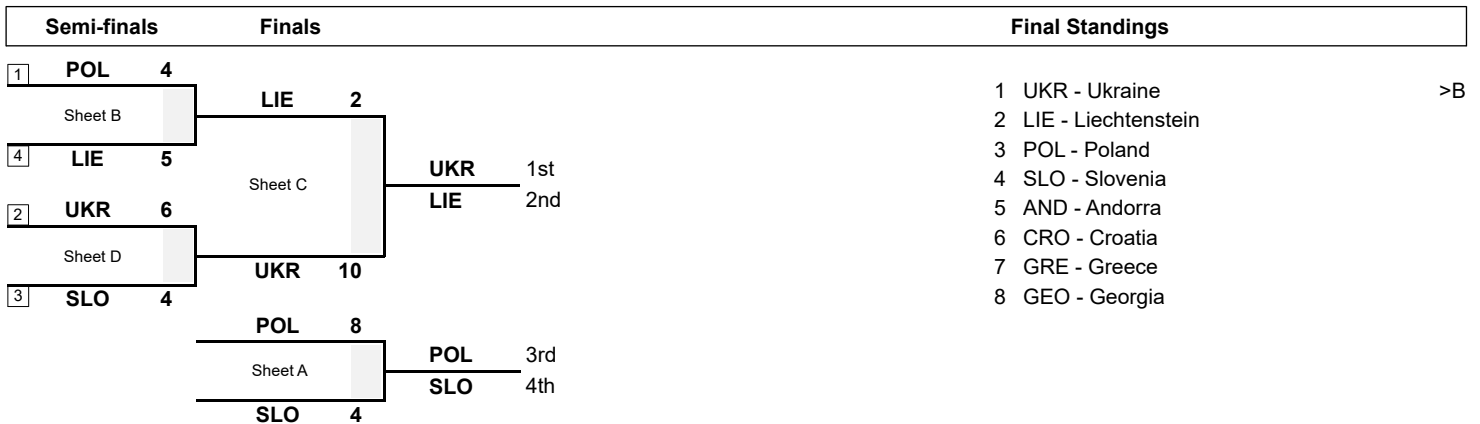 Semi-finals Finals Final Standings
1 POL 4
Sheet B
4 LIE 5
2 UKR 6
Sheet D
3 SLO 4
LIE 2
Sheet C
UKR 10
UKR 1st
LIE 2nd
POL 8
Sheet A
SLO 4
POL 3rd
SLO 4th
1 UKR - Ukraine >B
2 LIE - Liechtenstein
3 POL - Poland
4 SLO - Slovenia
5 AND - Andorra
6 CRO - Croatia
7 GRE - Greece
8 GEO - Georgia